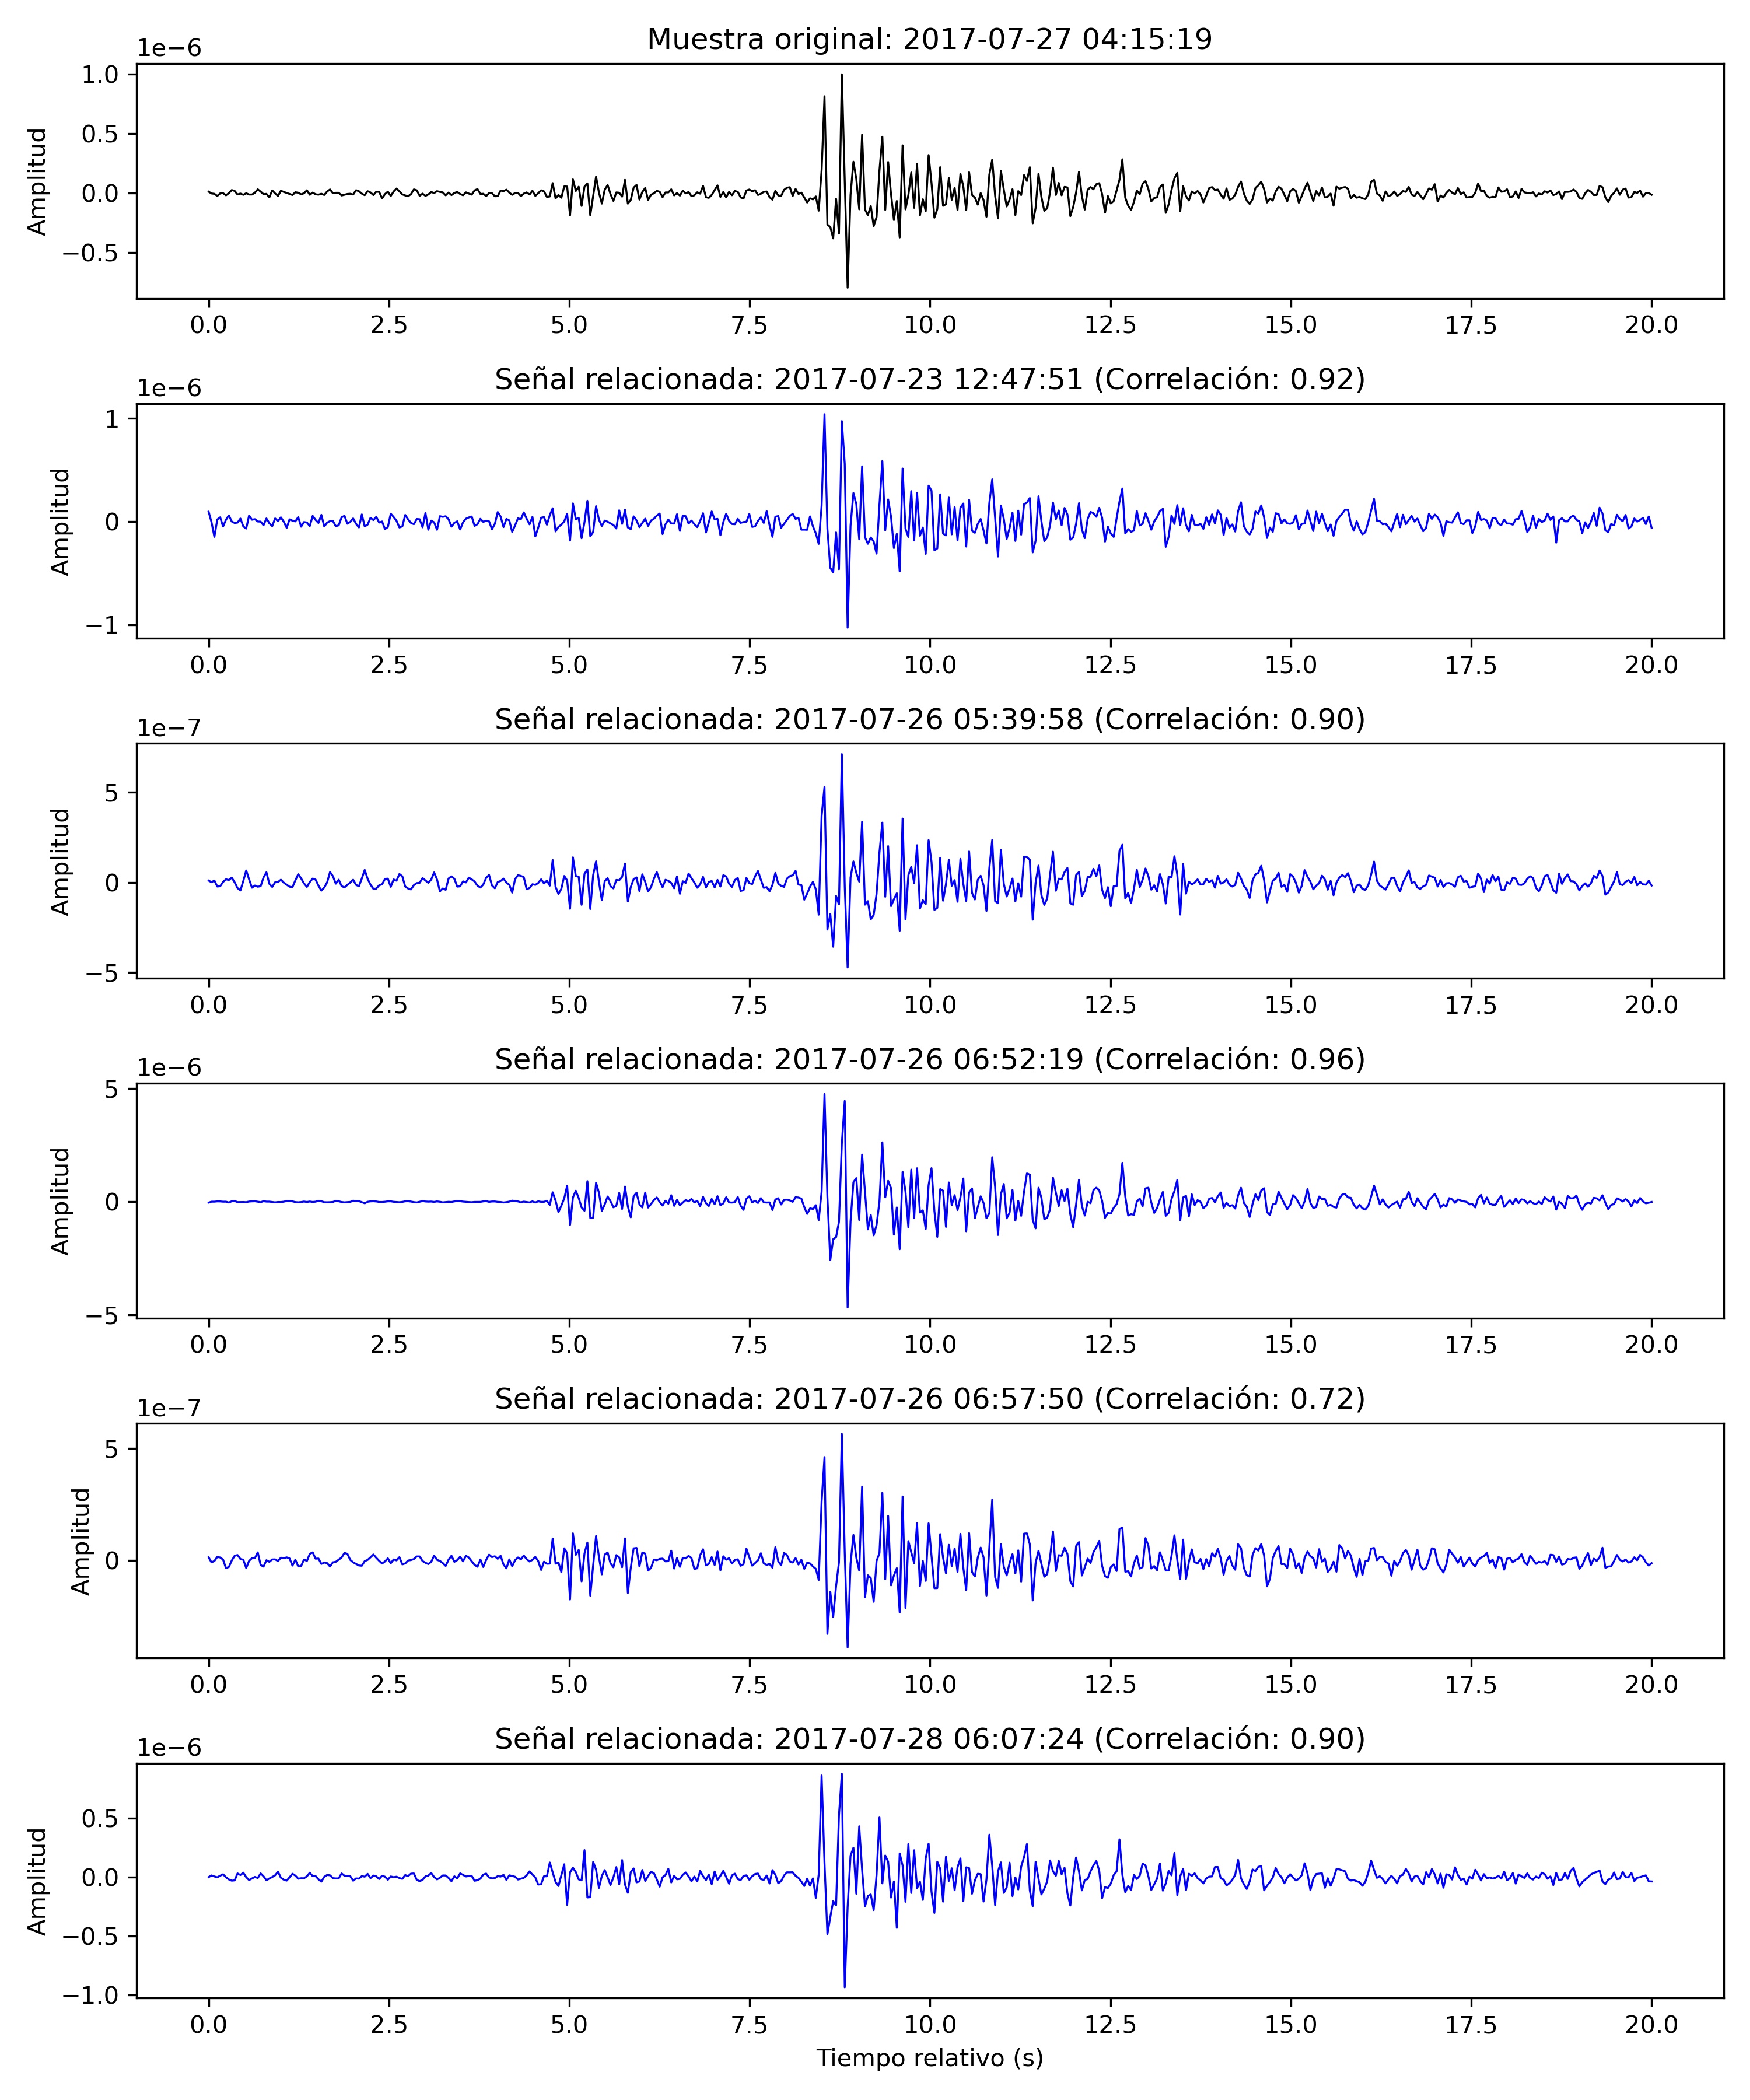 Muestra original: 2017-07-27 04:15:19
1e−6
Amplitud
1.0
0.5
0.0
−0.5
0.0 2.5 5.0 7.5 10.0 12.5 15.0 17.5 20.0
Señal relacionada: 2017-07-23 12:47:51 (Correlación: 0.92)
1e−6
Amplitud
1
0
−1
0.0 2.5 5.0 7.5 10.0 12.5 15.0 17.5 20.0
Señal relacionada: 2017-07-26 05:39:58 (Correlación: 0.90)
1e−7
Amplitud
5
0
−5
0.0 2.5 5.0 7.5 10.0 12.5 15.0 17.5 20.0
Señal relacionada: 2017-07-26 06:52:19 (Correlación: 0.96)
1e−6
Amplitud
5
0
−5
0.0 2.5 5.0 7.5 10.0 12.5 15.0 17.5 20.0
Señal relacionada: 2017-07-26 06:57:50 (Correlación: 0.72)
1e−7
Amplitud
5
0
0.0 2.5 5.0 7.5 10.0 12.5 15.0 17.5 20.0
Señal relacionada: 2017-07-28 06:07:24 (Correlación: 0.90)
1e−6
Amplitud
0.5
0.0
−0.5
−1.0
0.0 2.5 5.0 7.5 10.0 12.5 15.0 17.5 20.0
Tiempo relativo (s)